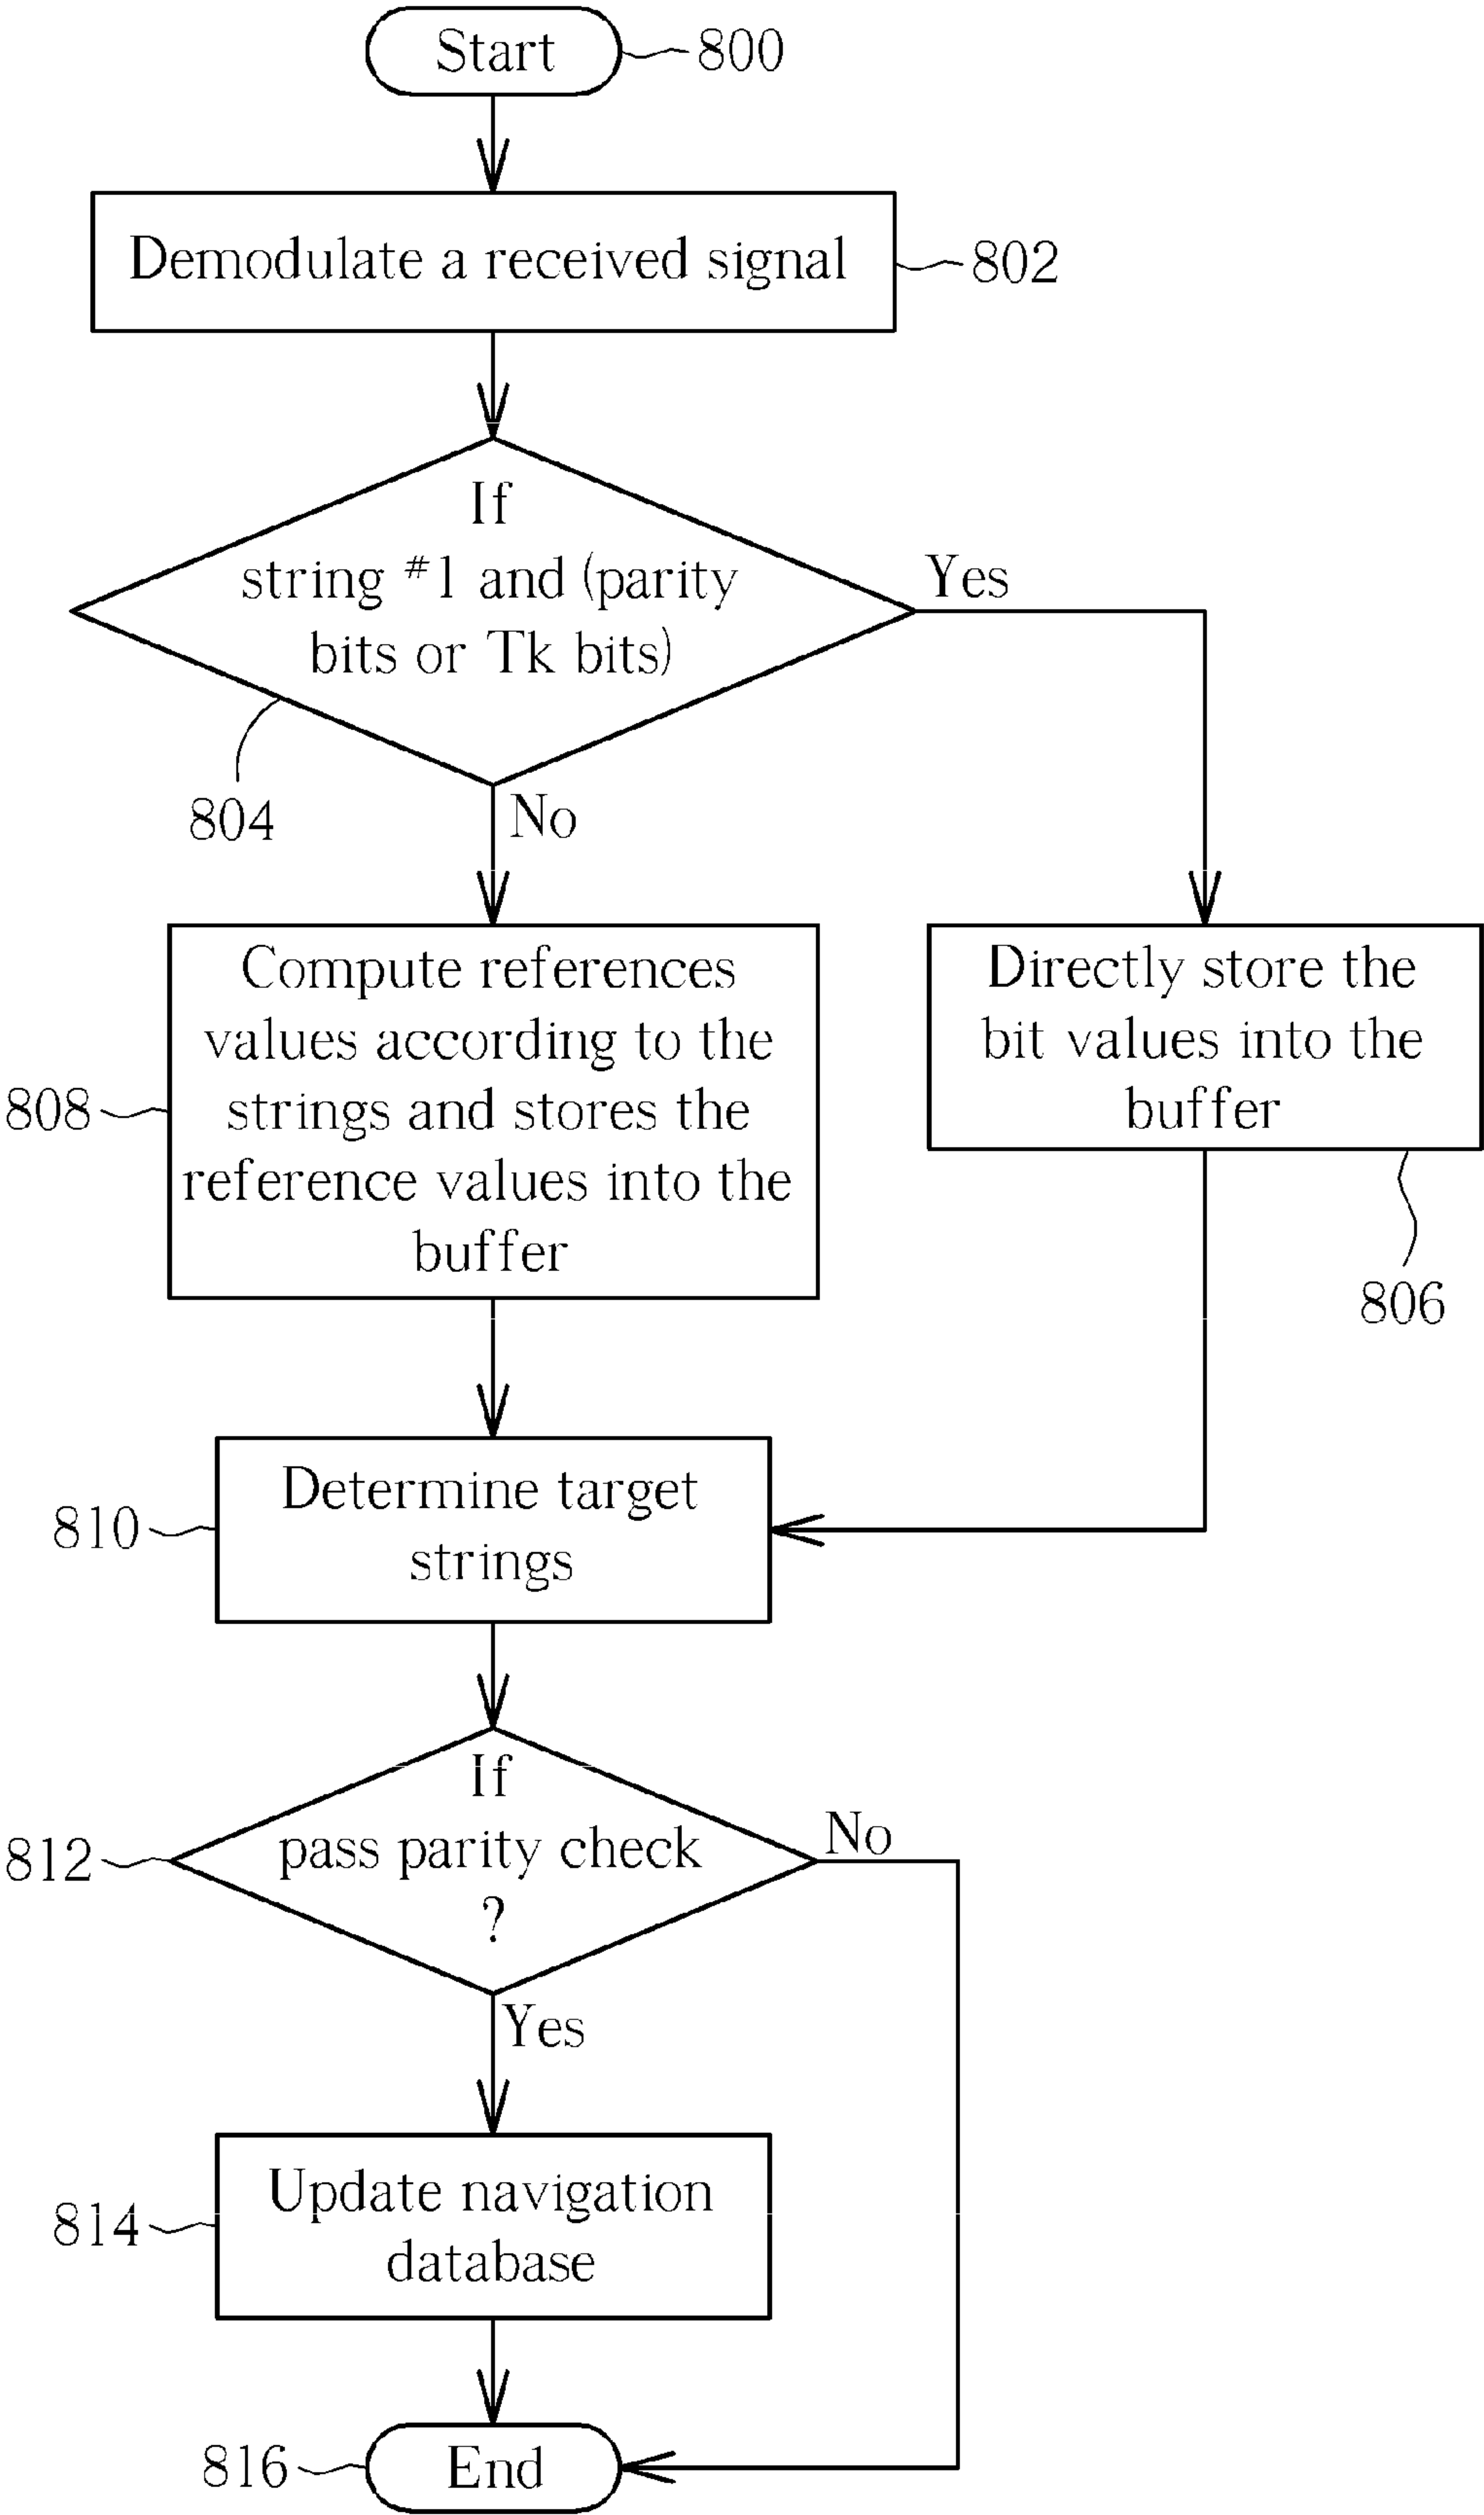 Start
800
Demodulate a received signal
802
If
string #1 and (parity
bits or Tk bits)
Yes
804
No
Compute references
values according to the
strings and stores the
reference values into the
buffer
808
Directly store the
bit values into the
buffer
806
Determine target
strings
810
If
pass parity check
?
812
No
Yes
Update navigation
database
814
End
816